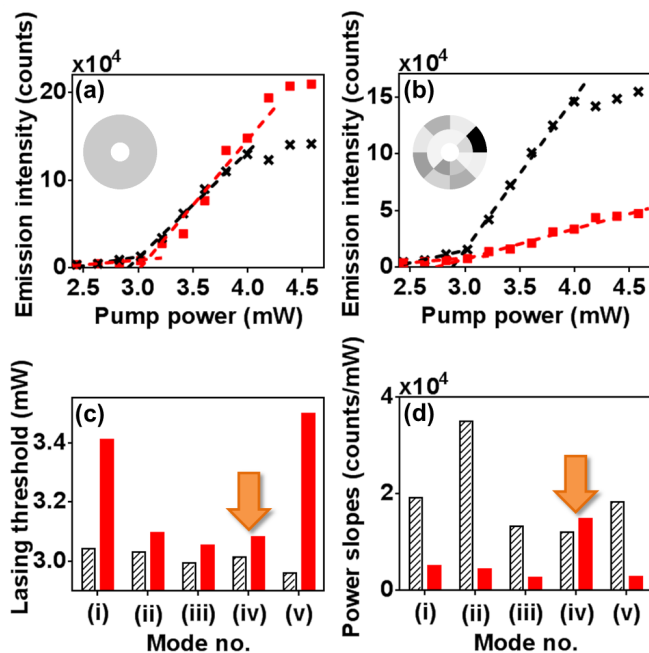 ×10⁴
(a)
Emission intensity (counts)
20
10
0
2.5 3.0 3.5 4.0 4.5
Pump power (mW)
×10⁴
(b)
Emission intensity (counts)
15
10
5
0
2.5 3.0 3.5 4.0 4.5
Pump power (mW)
(c)
Lasing threshold (mW)
3.4
3.2
3.0
(i) (ii) (iii) (iv) (v)
Mode no.
×10⁴
(d)
Power slopes (counts/mW)
4
2
0
(i) (ii) (iii) (iv) (v)
Mode no.